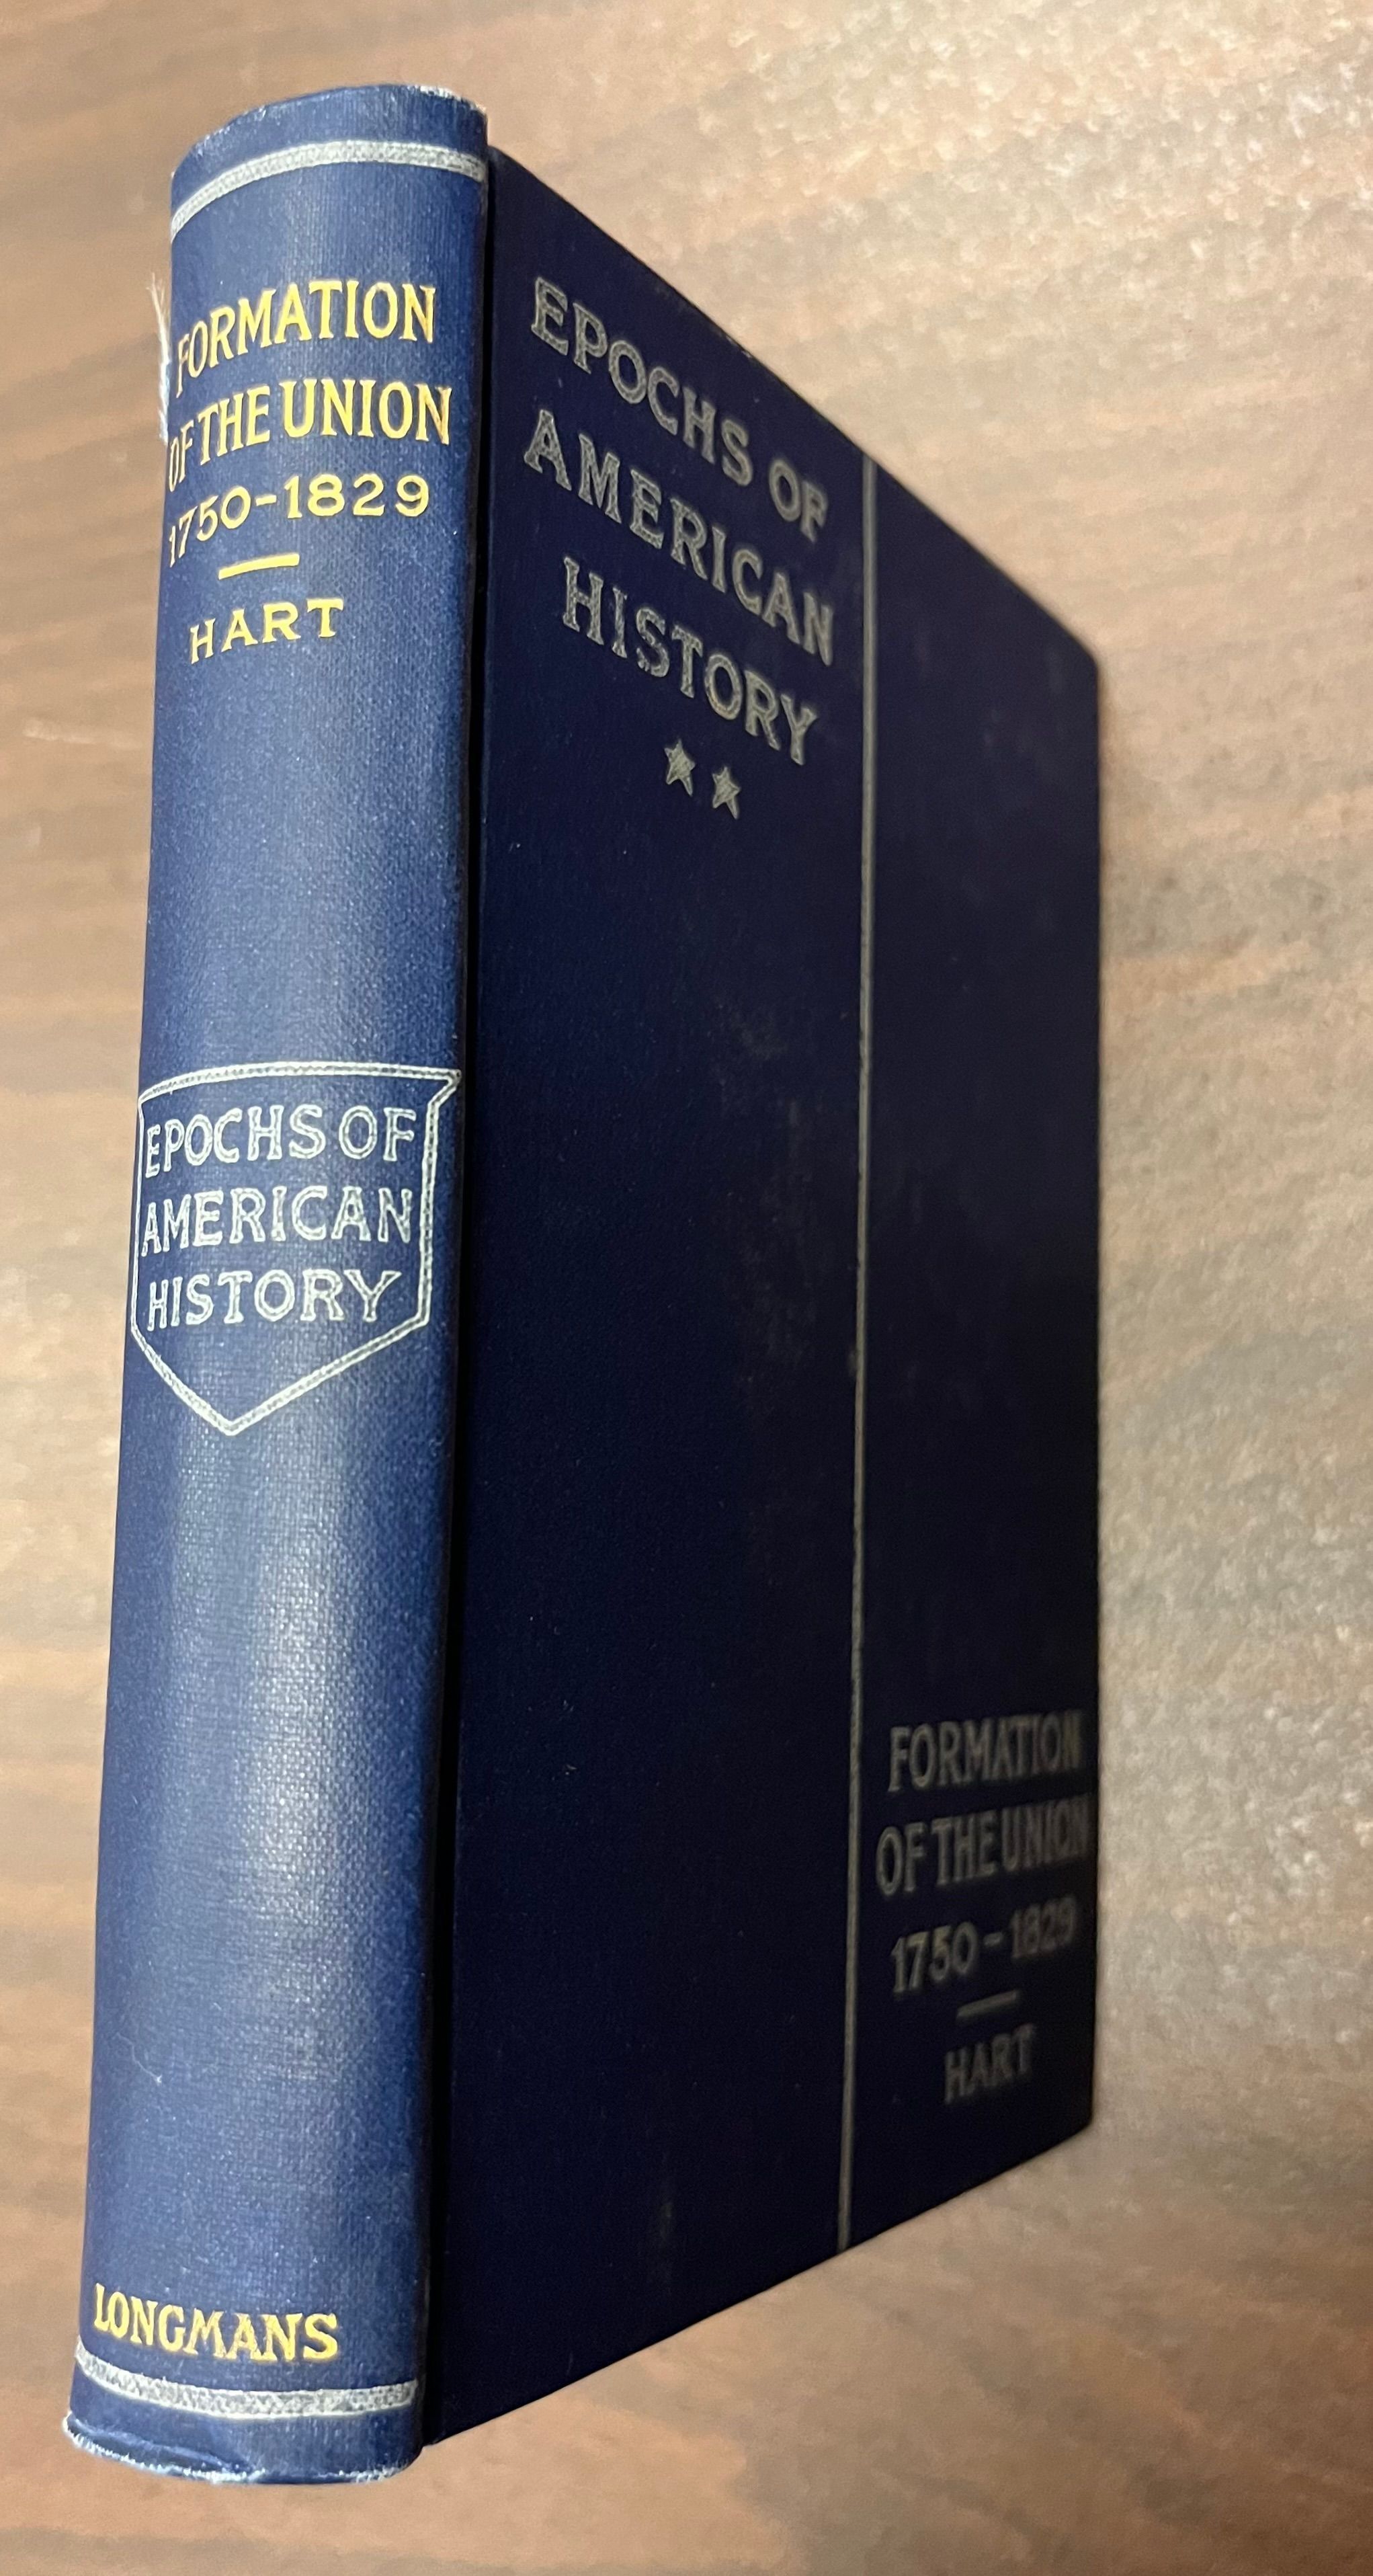 FORMATION
OF THE UNION
1750-1829
HART
EPOCHS OF
AMERICAN
HISTORY
LONGMANS
EPOCHS OF
AMERICAN
HISTORY
FORMATION
OF THE UNION
1750-1829
HART